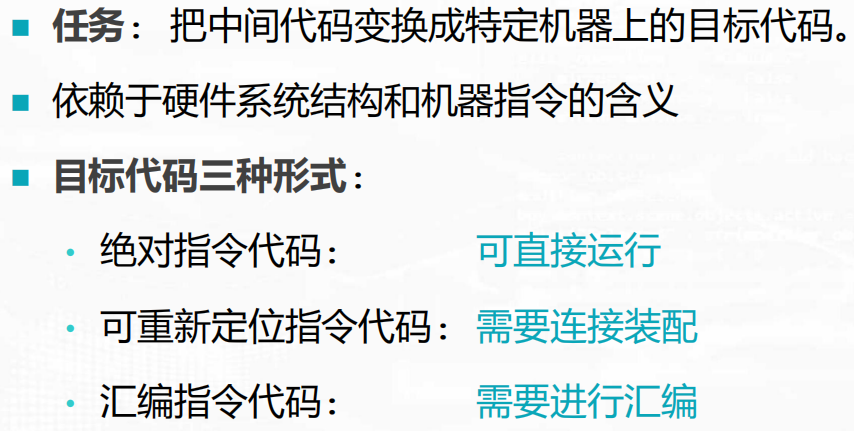 任务： 把中间代码变换成特定机器上的目标代码。
依赖于硬件系统结构和机器指令的含义
目标代码三种形式：
绝对指令代码： 可直接运行
可重新定位指令代码： 需要连接装配
汇编指令代码： 需要进行汇编